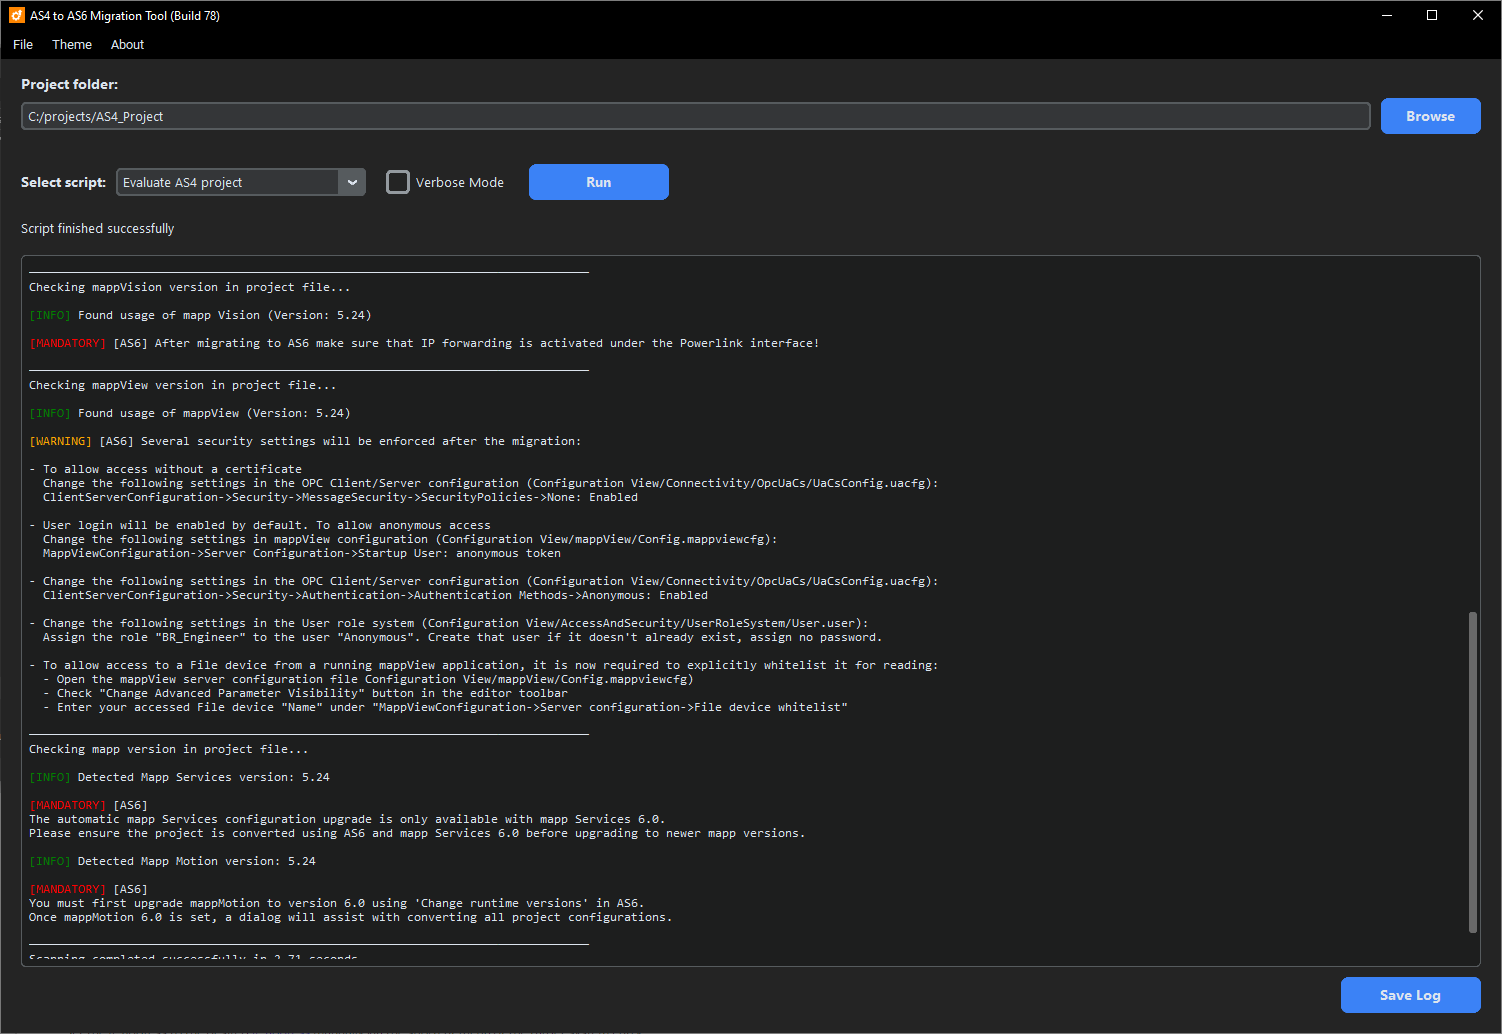 AS4 to AS6 Migration Tool (Build 78)
File Theme About
Project folder:
C:/projects/AS4_Project
Browse
Select script: Evaluate AS4 project Verbose Mode Run
Script finished successfully
Checking mappVision version in project file...
[INFO] Found usage of mapp Vision (Version: 5.24)
[MANDATORY] [AS6] After migrating to AS6 make sure that IP forwarding is activated under the Powerlink interface!
Checking mappView version in project file...
[INFO] Found usage of mappView (Version: 5.24)
[WARNING] [AS6] Several security settings will be enforced after the migration:
- To allow access without a certificate
Change the following settings in the OPC Client/Server configuration (Configuration View/Connectivity/OpcUaCs/UaCsConfig.uacfg):
ClientServerConfiguration->Security->MessageSecurity->SecurityPolicies->None: Enabled
- User login will be enabled by default. To allow anonymous access
Change the following settings in mappView configuration (Configuration View/mappView/Config.mappviewcfg):
MappViewConfiguration->Server Configuration->Startup User: anonymous token
- Change the following settings in the OPC Client/Server configuration (Configuration View/Connectivity/OpcUaCs/UaCsConfig.uacfg):
ClientServerConfiguration->Security->Authentication->Authentication Methods->Anonymous: Enabled
- Change the following settings in the User role system (Configuration View/AccessAndSecurity/UserRoleSystem/User.user):
Assign the role "BR_Engineer" to the user "Anonymous". Create that user if it doesn't already exist, assign no password.
- To allow access to a File device from a running mappView application, it is now required to explicitly whitelist it for reading:
- Open the mappView server configuration file Configuration View/mappView/Config.mappviewcfg)
- Check "Change Advanced Parameter Visibility" button in the editor toolbar
- Enter your accessed File device "Name" under "MappViewConfiguration->Server configuration->File device whitelist"
Checking mapp version in project file...
[INFO] Detected Mapp Services version: 5.24
[MANDATORY] [AS6]
The automatic mapp Services configuration upgrade is only available with mapp Services 6.0.
Please ensure the project is converted using AS6 and mapp Services 6.0 before upgrading to newer mapp versions.
[INFO] Detected Mapp Motion version: 5.24
[MANDATORY] [AS6]
You must first upgrade mappMotion to version 6.0 using 'Change runtime versions' in AS6.
Once mappMotion 6.0 is set, a dialog will assist with converting all project configurations.
Scanning completed successfully in 2.71 seconds
Save Log